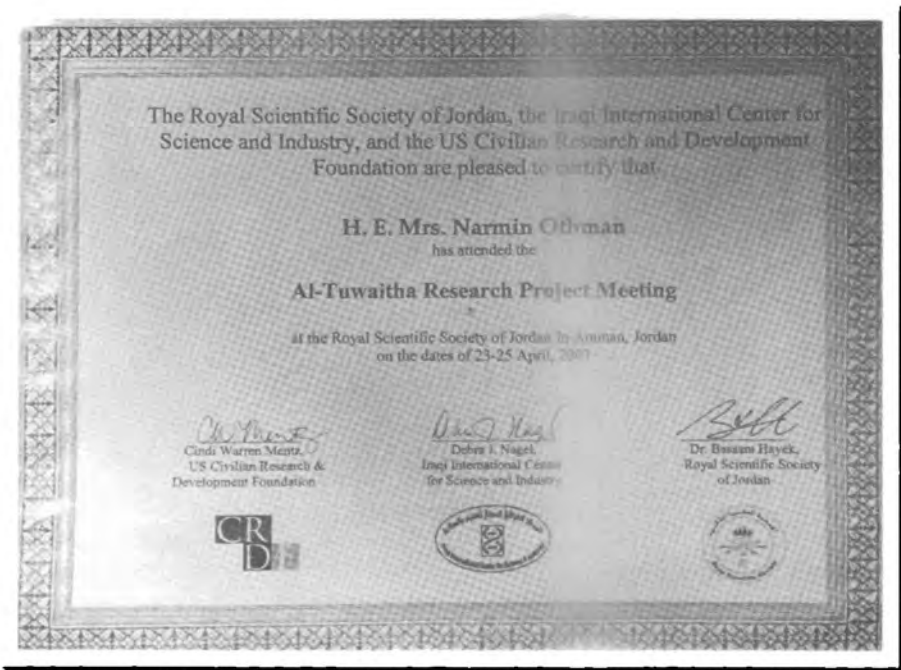 The Royal Scientific Society of Jordan, the Iraqi International Center for
Science and Industry, and the US Civilian Research and Development
Foundation are pleased to certify that
H. E. Mrs. Narmin Othman
has attended the
Al-Tuwaitha Research Project Meeting
at the Royal Scientific Society of Jordan in Amman, Jordan
on the dates of 23-25 April,
Cindi Warren Mentz,
US Civilian Research &
Development Foundation
Debra J. Nagel,
Iraqi International Center
for Science and Industry
Dr. Bassam Hayek,
Royal Scientific Society
of Jordan
CRD